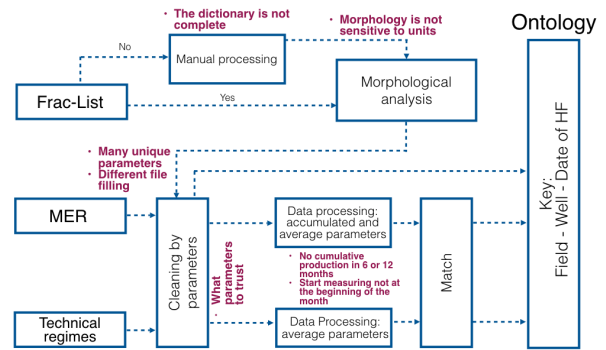 • The dictionary is not
complete
• Morphology is not
sensitive to units
Ontology
No
Manual processing
Morphological
analysis
Frac-List
Yes
• Many unique
parameters
• Different file
filling
MER
Cleaning by
parameters
Data processing:
accumulated and
average parameters
• What
parameters
to trust
• No cumulative
production in 6 or 12
months
• Start measuring not at
the beginning of the
month
Match
Key:
Field - Well - Date of HF
Technical
regimes
Data Processing:
average parameters